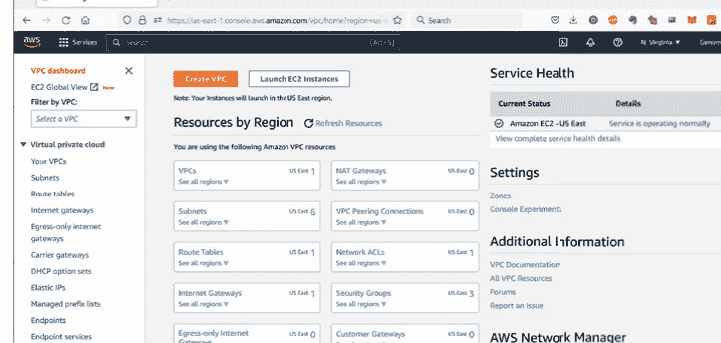 https://us-east-1.console.aws.amazon.com/vpc/home?region=us-
Search
aws
Services
Search
[Alt+S]
N. Virginia
VPC dashboard
EC2 Global View
New
Filter by VPC:
Select a VPC
Virtual private cloud
Your VPCs
Subnets
Route tables
Internet gateways
Egress-only internet
gateways
Carrier gateways
DHCP option sets
Elastic IPs
Managed prefix lists
Endpoints
Endpoint services
Create VPC
Launch EC2 Instances
Note: Your Instances will launch in the US East region.
Resources by Region
Refresh Resources
You are using the following Amazon VPC resources
VPCs US East 1
See all regions
NAT Gateways US East 0
See all regions
Subnets US East 6
See all regions
VPC Peering Connections US East 0
See all regions
Route Tables US East 1
See all regions
Network ACLs US East 1
See all regions
Internet Gateways US East 1
See all regions
Security Groups US East 3
See all regions
Egress-only Internet US East 0
Gateways
Customer Gateways US East 0
Service Health
Current Status Details
Amazon EC2 - US East Service is operating normally
View complete service health details
Settings
Zones
Console Experiments
Additional Information
VPC Documentation
All VPC Resources
Forums
Report an Issue
AWS Network Manager